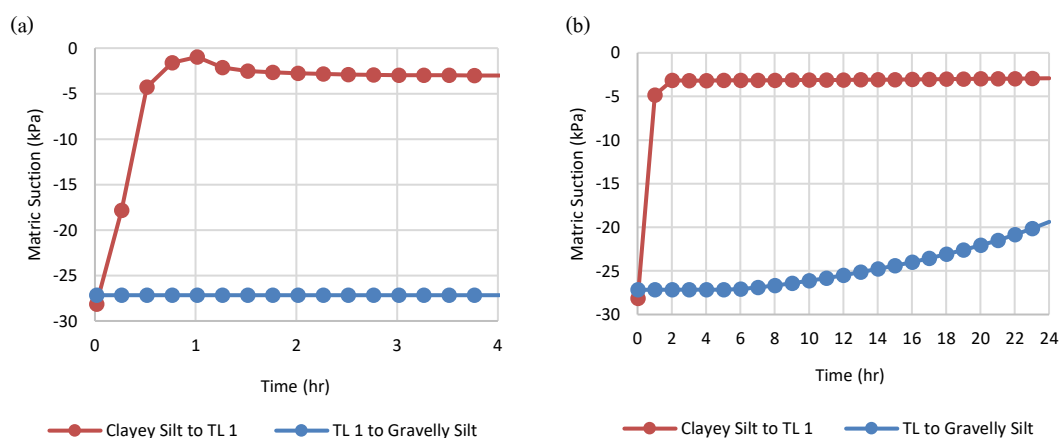 (a)
0
-5
-10
-15
-20
-25
-30
Matric Suction (kPa)
0 1 2 3 4
Time (hr)
Clayey Silt to TL 1 TL 1 to Gravelly Silt
(b)
0
-5
-10
-15
-20
-25
-30
Matric Suction (kPa)
0 2 4 6 8 10 12 14 16 18 20 22 24
Time (hr)
Clayey Silt to TL 1 TL to Gravelly Silt